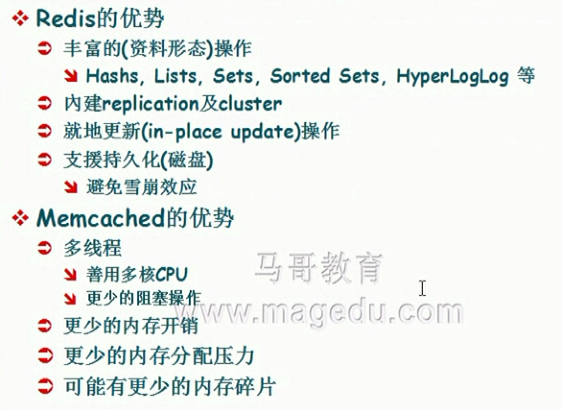 Redis的优势
丰富的(资料形态)操作
Hashs, Lists, Sets, Sorted Sets, HyperLogLog 等
內建replication及cluster
就地更新(in-place update)操作
支援持久化(磁盘)
避免雪崩效应
Memcached的优势
多线程
善用多核CPU
更少的阻塞操作
更少的内存开销
更少的内存分配压力
可能有更少的内存碎片
马哥教育
www.magedu.com